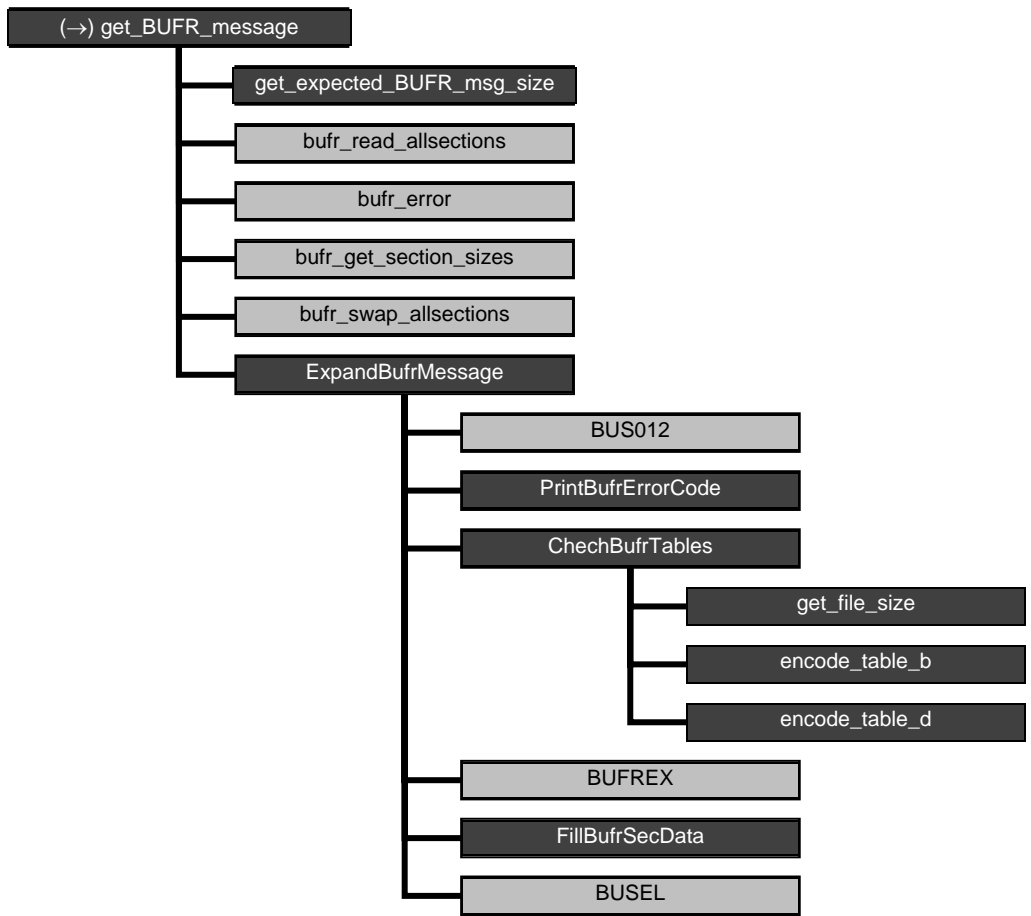 (→) get_BUFR_message
get_expected_BUFR_msg_size
bufr_read_allsections
bufr_error
bufr_get_section_sizes
bufr_swap_allsections
ExpandBufrMessage
BUS012
PrintBufrErrorCode
ChechBufrTables
get_file_size
encode_table_b
encode_table_d
BUFREX
FillBufrSecData
BUSEL